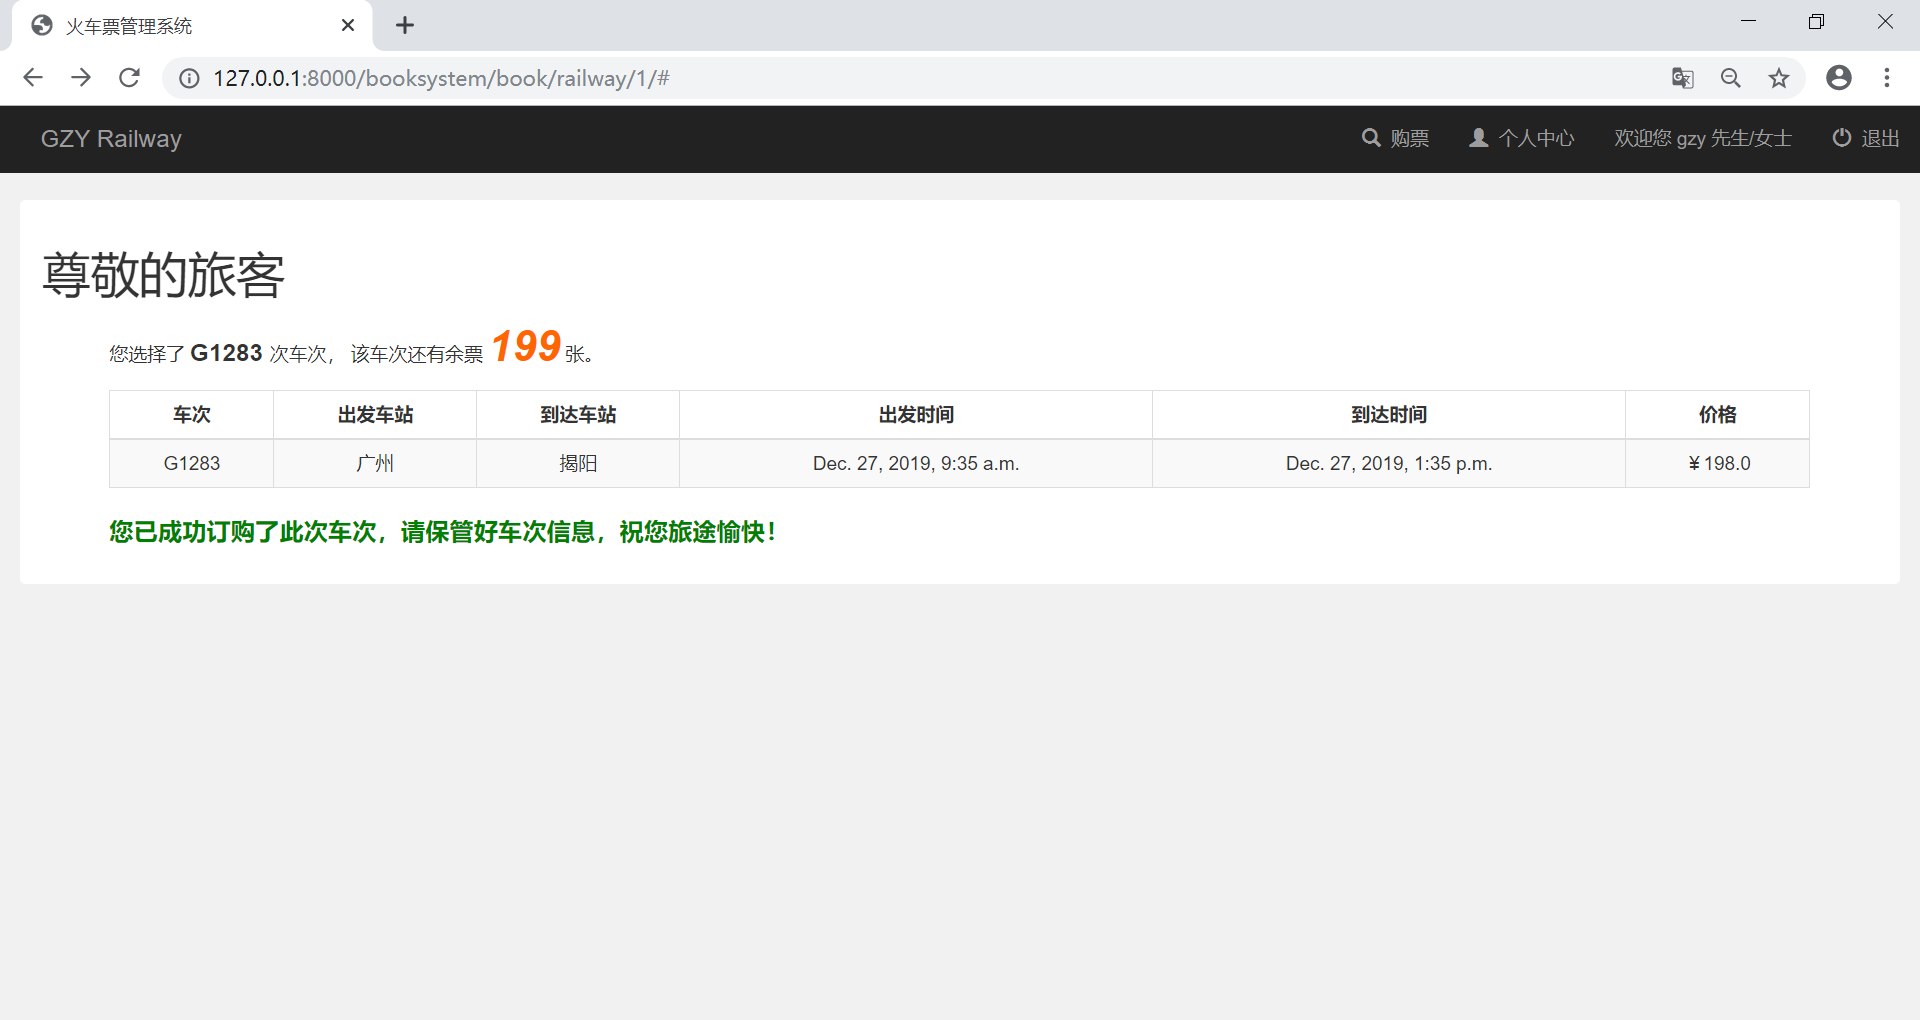 火车票管理系统
127.0.0.1:8000/booksystem/book/railway/1/#
GZY Railway 购票 个人中心 欢迎您 gzy 先生/女士 退出
尊敬的旅客
您选择了 G1283 次车次， 该车次还有余票 199 张。
车次 出发车站 到达车站 出发时间 到达时间 价格
G1283 广州 揭阳 Dec. 27, 2019, 9:35 a.m. Dec. 27, 2019, 1:35 p.m. ¥198.0
您已成功订购了此次车次，请保管好车次信息，祝您旅途愉快！